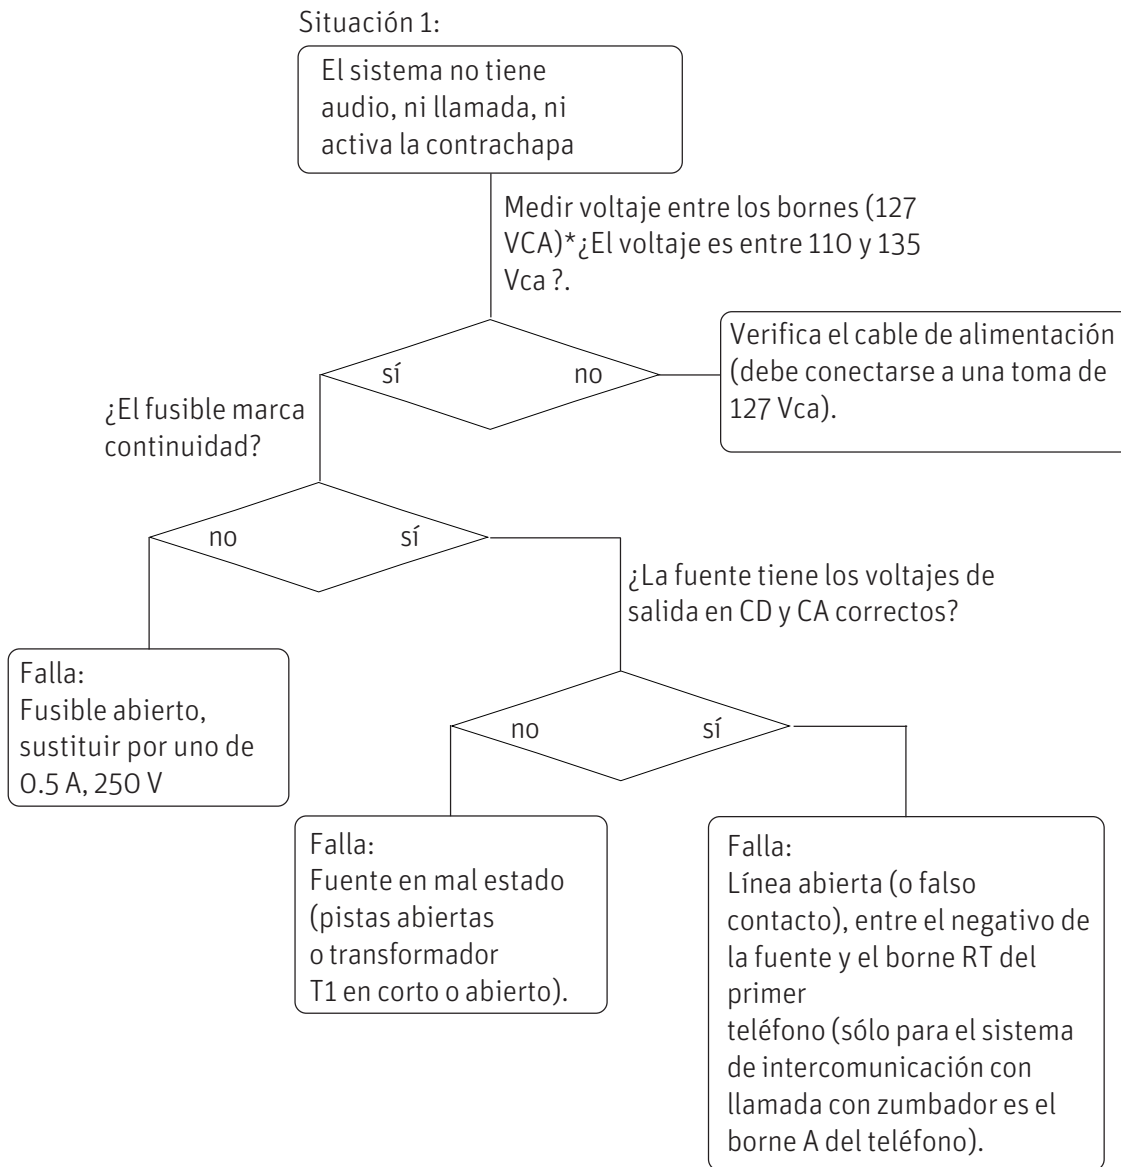 Situación 1:
El sistema no tiene
audio, ni llamada, ni
activa la contrachapa
Medir voltaje entre los bornes (127
VCA)*¿El voltaje es entre 110 y 135
Vca ?.
sí
no
Verifica el cable de alimentación
(debe conectarse a una toma de
127 Vca).
¿El fusible marca
continuidad?
no
sí
¿La fuente tiene los voltajes de
salida en CD y CA correctos?
Falla:
Fusible abierto,
sustituir por uno de
0.5 A, 250 V
no
sí
Falla:
Fuente en mal estado
(pistas abiertas
o transformador
T1 en corto o abierto).
Falla:
Línea abierta (o falso
contacto), entre el negativo de
la fuente y el borne RT del
primer
teléfono (sólo para el sistema
de intercomunicación con
llamada con zumbador es el
borne A del teléfono).